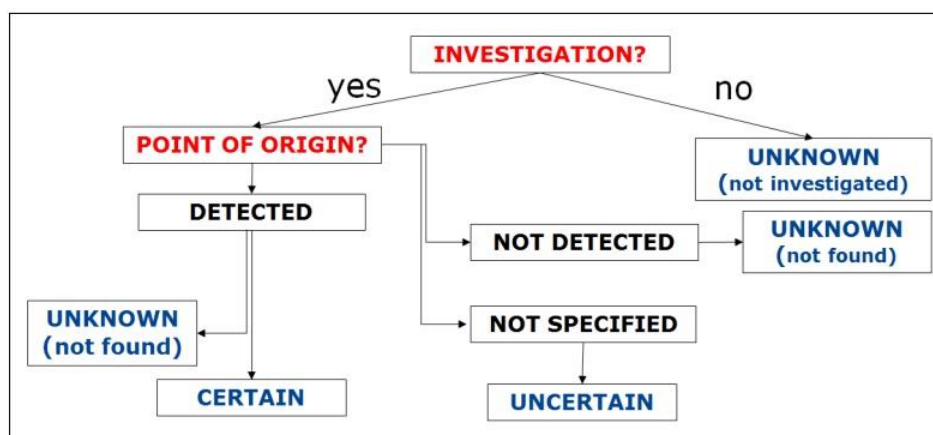 INVESTIGATION?
yes
no
POINT OF ORIGIN?
UNKNOWN
(not investigated)
DETECTED
NOT DETECTED
UNKNOWN
(not found)
UNKNOWN
(not found)
NOT SPECIFIED
CERTAIN
UNCERTAIN